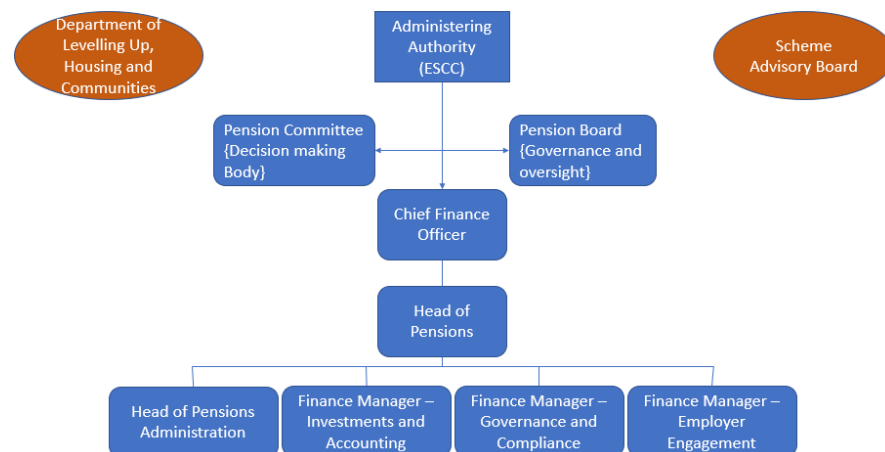 Department of
Levelling Up,
Housing and
Communities
Administering
Authority
(ESCC)
Scheme
Advisory Board
Pension Committee
{Decision making
Body}
Pension Board
{Governance and
oversight}
Chief Finance
Officer
Head of
Pensions
Head of Pensions
Administration
Finance Manager –
Investments and
Accounting
Finance Manager –
Governance and
Compliance
Finance Manager –
Employer
Engagement